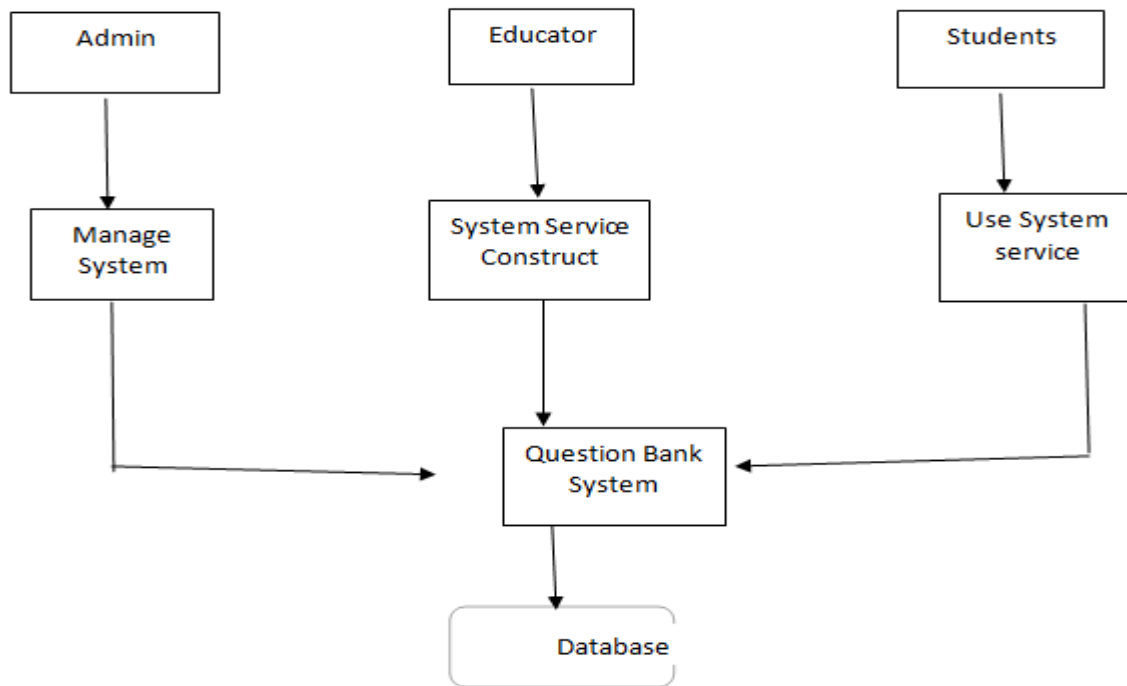 Admin
Educator
Students
Manage
System
System Service
Construct
Use System
service
Question Bank
System
Database